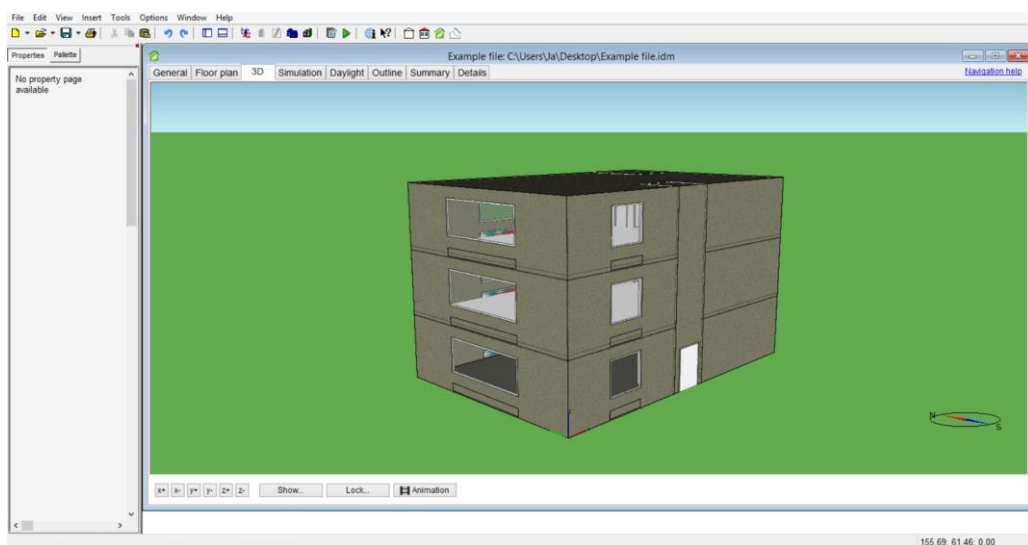 File Edit View Insert Tools Options Window Help
Properties Palette
No property page
available
Example file: C:\Users\Ja\Desktop\Example file.idm
General Floor plan 3D Simulation Daylight Outline Summary Details
Navigation help
N
S
x+ x- y+ y- z+ z- Show... Lock... Animation
155.69; 61.46; 0.00